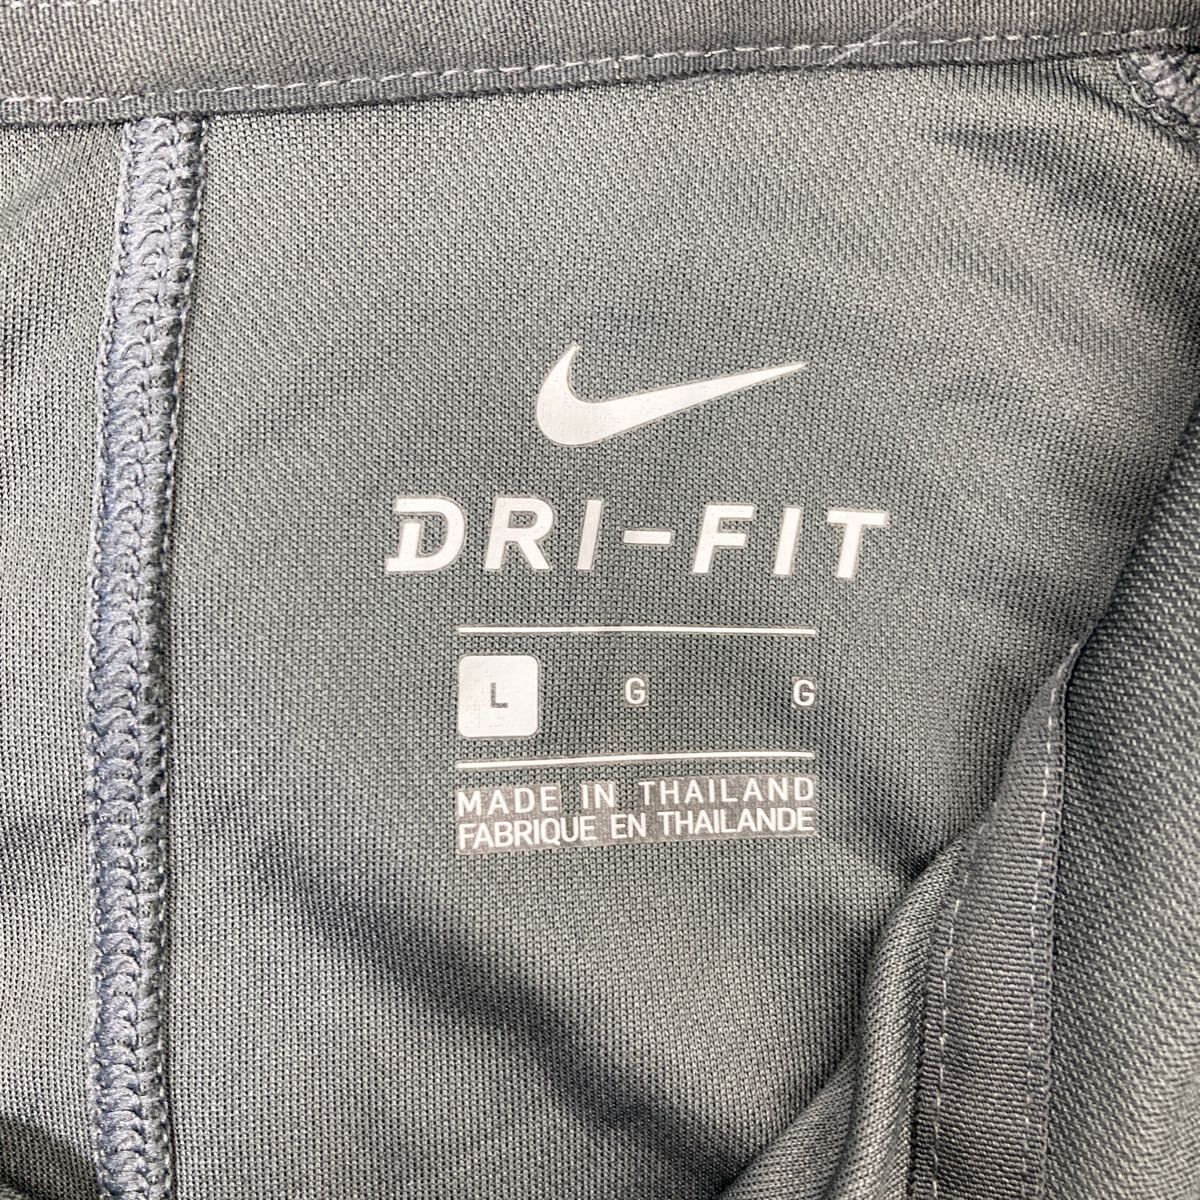 DRI-FIT
L G G
MADE IN THAILAND
FABRIQUE EN THAILANDE